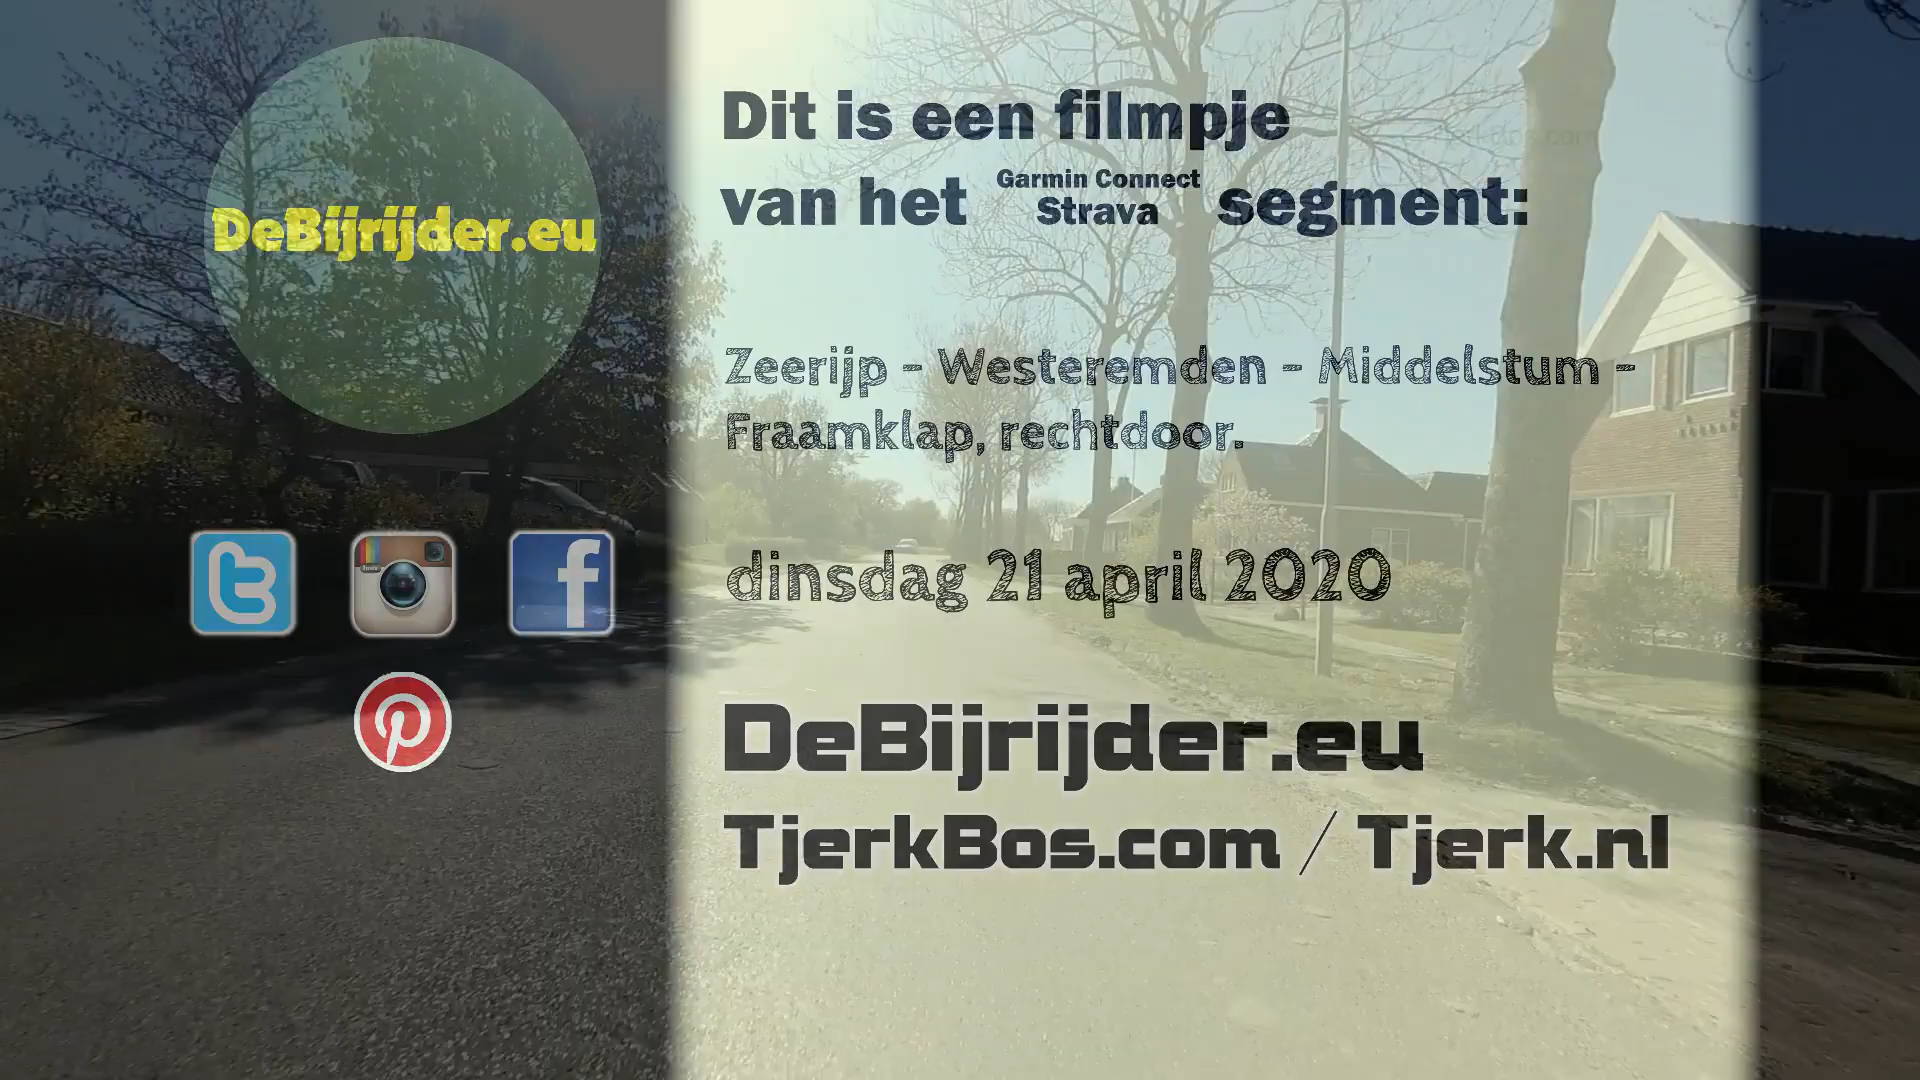 DeBijrijder.eu
Dit is een filmpje
van het Garmin Connect Strava segment:
Zeerijp - Westeremden - Middelstum -
Fraamklap, rechtdoor.
dinsdag 21 april 2020
DeBijrijder.eu
TjerkBos.com / Tjerk.nl